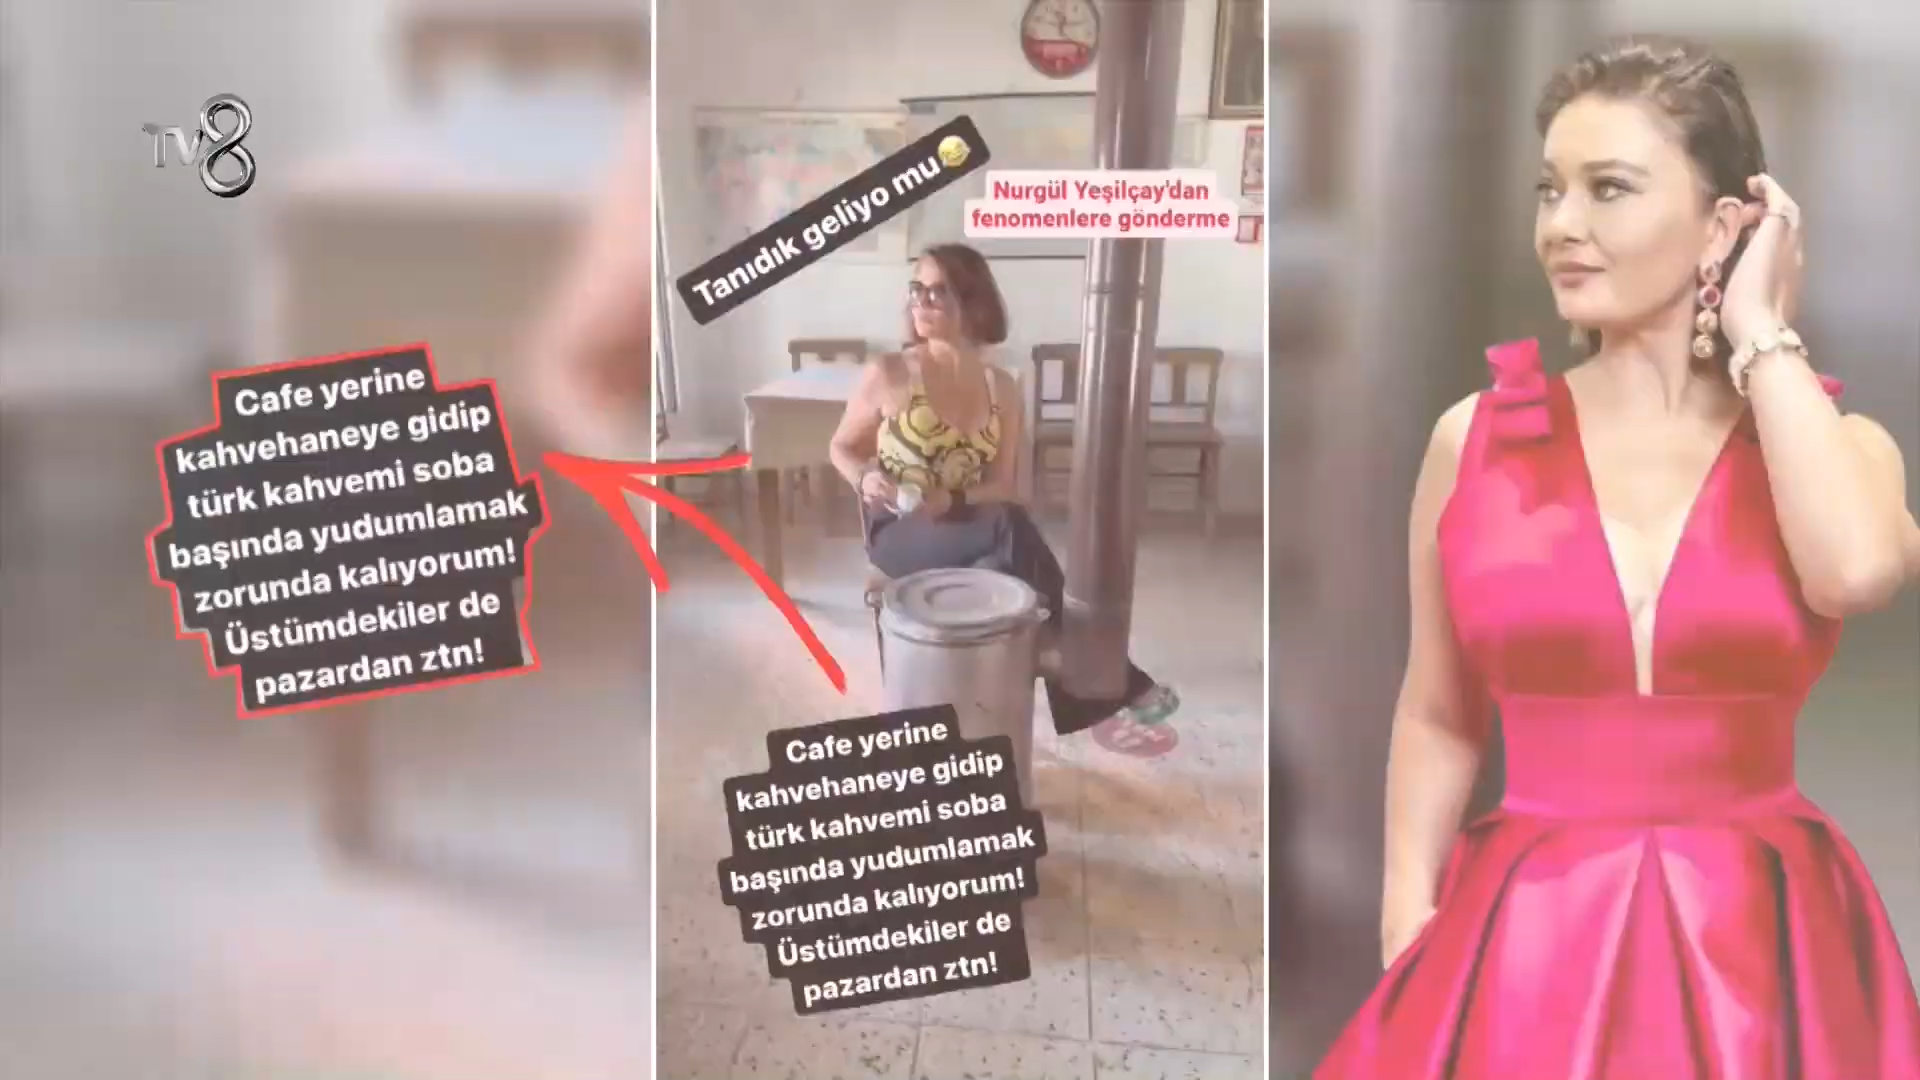 TV8
Cafe yerine
kahvehaneye gidip
türk kahvemi soba
başında yudumlamak
zorunda kalıyorum!
Üstümdekiler de
pazardan ztn!
Tanıdık geliyo mu😂
Nurgül Yeşilçay'dan
fenomenlere gönderme
Cafe yerine
kahvehaneye gidip
türk kahvemi soba
başında yudumlamak
zorunda kalıyorum!
Üstümdekiler de
pazardan ztn!